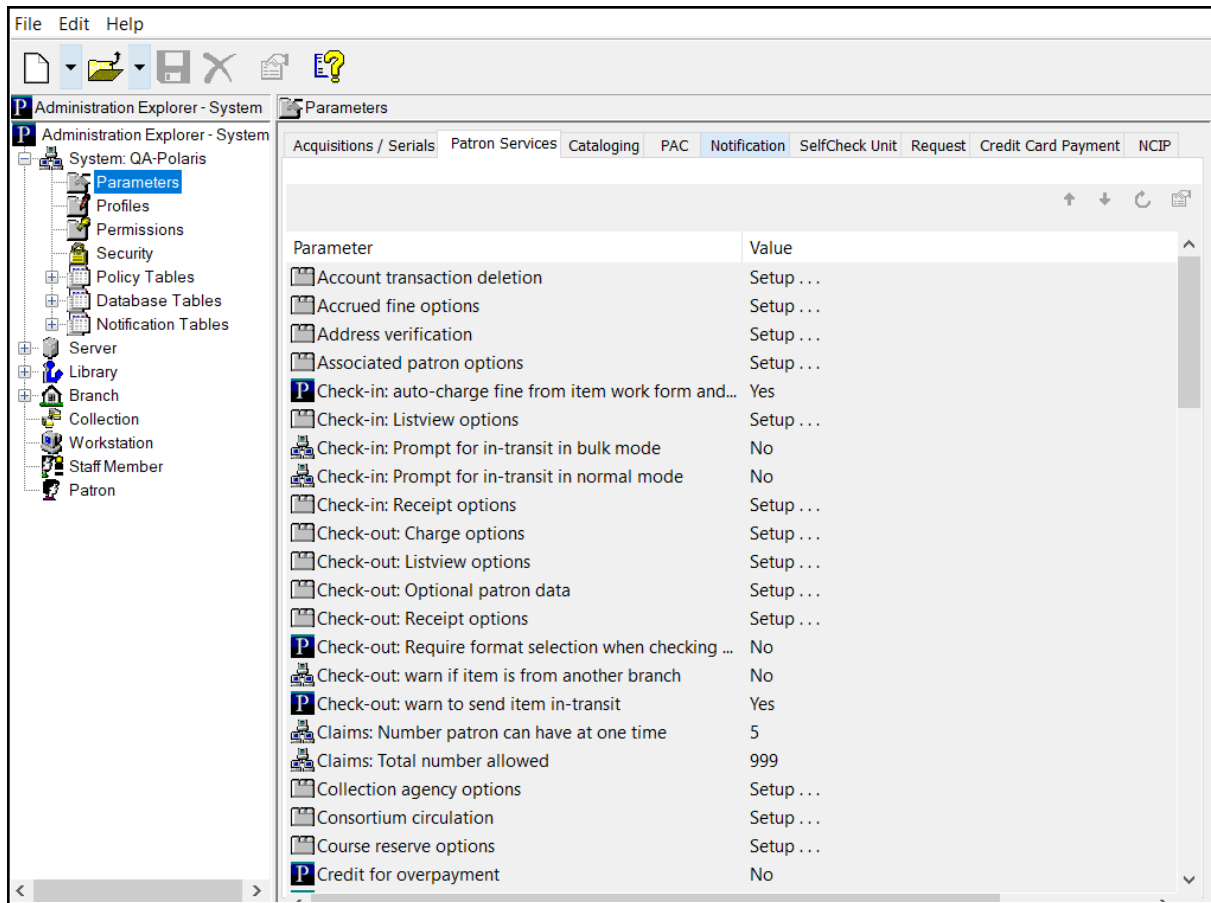 File Edit Help
Administration Explorer - System
Parameters
Administration Explorer - System
System: QA-Polaris
Parameters
Profiles
Permissions
Security
Policy Tables
Database Tables
Notification Tables
Server
Library
Branch
Collection
Workstation
Staff Member
Patron
Acquisitions / Serials Patron Services Cataloging PAC Notification SelfCheck Unit Request Credit Card Payment NCIP
Parameter Value
Account transaction deletion Setup . . .
Accrued fine options Setup . . .
Address verification Setup . . .
Associated patron options Setup . . .
P Check-in: auto-charge fine from item work form and... Yes
Check-in: Listview options Setup . . .
Check-in: Prompt for in-transit in bulk mode No
Check-in: Prompt for in-transit in normal mode No
Check-in: Receipt options Setup . . .
Check-out: Charge options Setup . . .
Check-out: Listview options Setup . . .
Check-out: Optional patron data Setup . . .
Check-out: Receipt options Setup . . .
P Check-out: Require format selection when checking ... No
Check-out: warn if item is from another branch No
P Check-out: warn to send item in-transit Yes
Claims: Number patron can have at one time 5
Claims: Total number allowed 999
Collection agency options Setup . . .
Consortium circulation Setup . . .
Course reserve options Setup . . .
P Credit for overpayment No